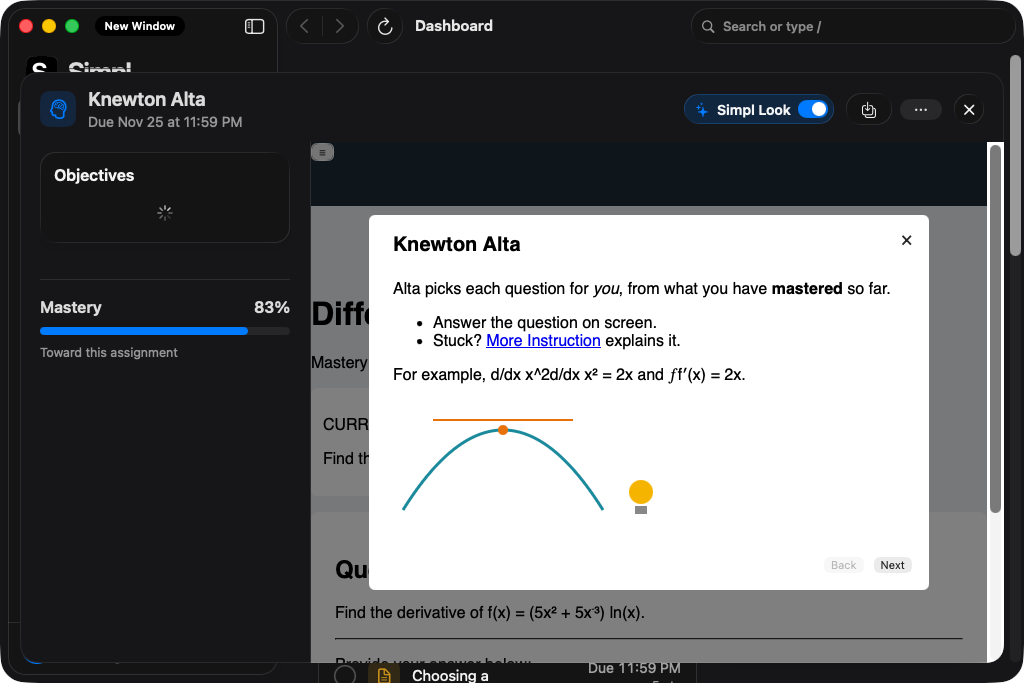 New Window
Dashboard
Search or type /
Simpl
Knewton Alta
Due Nov 25 at 11:59 PM
Simpl Look
Objectives
Mastery 83%
Toward this assignment
Knewton Alta
Alta picks each question for you, from what you have mastered so far.
• Answer the question on screen.
• Stuck? More Instruction explains it.
For example, d/dx x^2d/dx x² = 2x and ƒf′(x) = 2x.
Back Next
Mastery
Find the derivative of f(x) = (5x² + 5x⁻³) ln(x).
Provide your answer below:
Due 11:59 PM
Choosing a